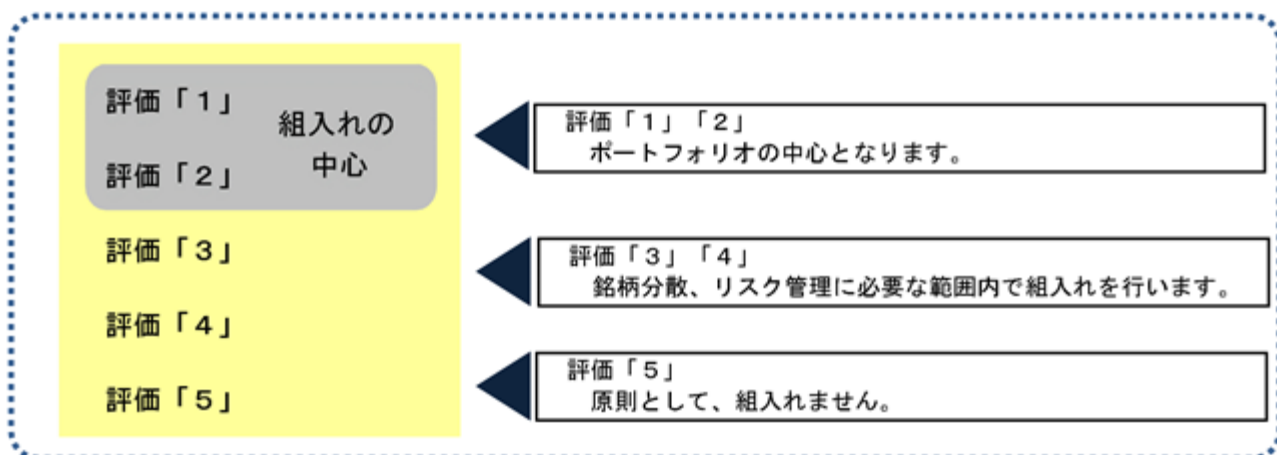 評価「１」
評価「２」
組入れの
中心
評価「３」
評価「４」
評価「５」
評価「１」「２」
ポートフォリオの中心となります。
評価「３」「４」
銘柄分散、リスク管理に必要な範囲内で組入れを行います。
評価「５」
原則として、組入れません。